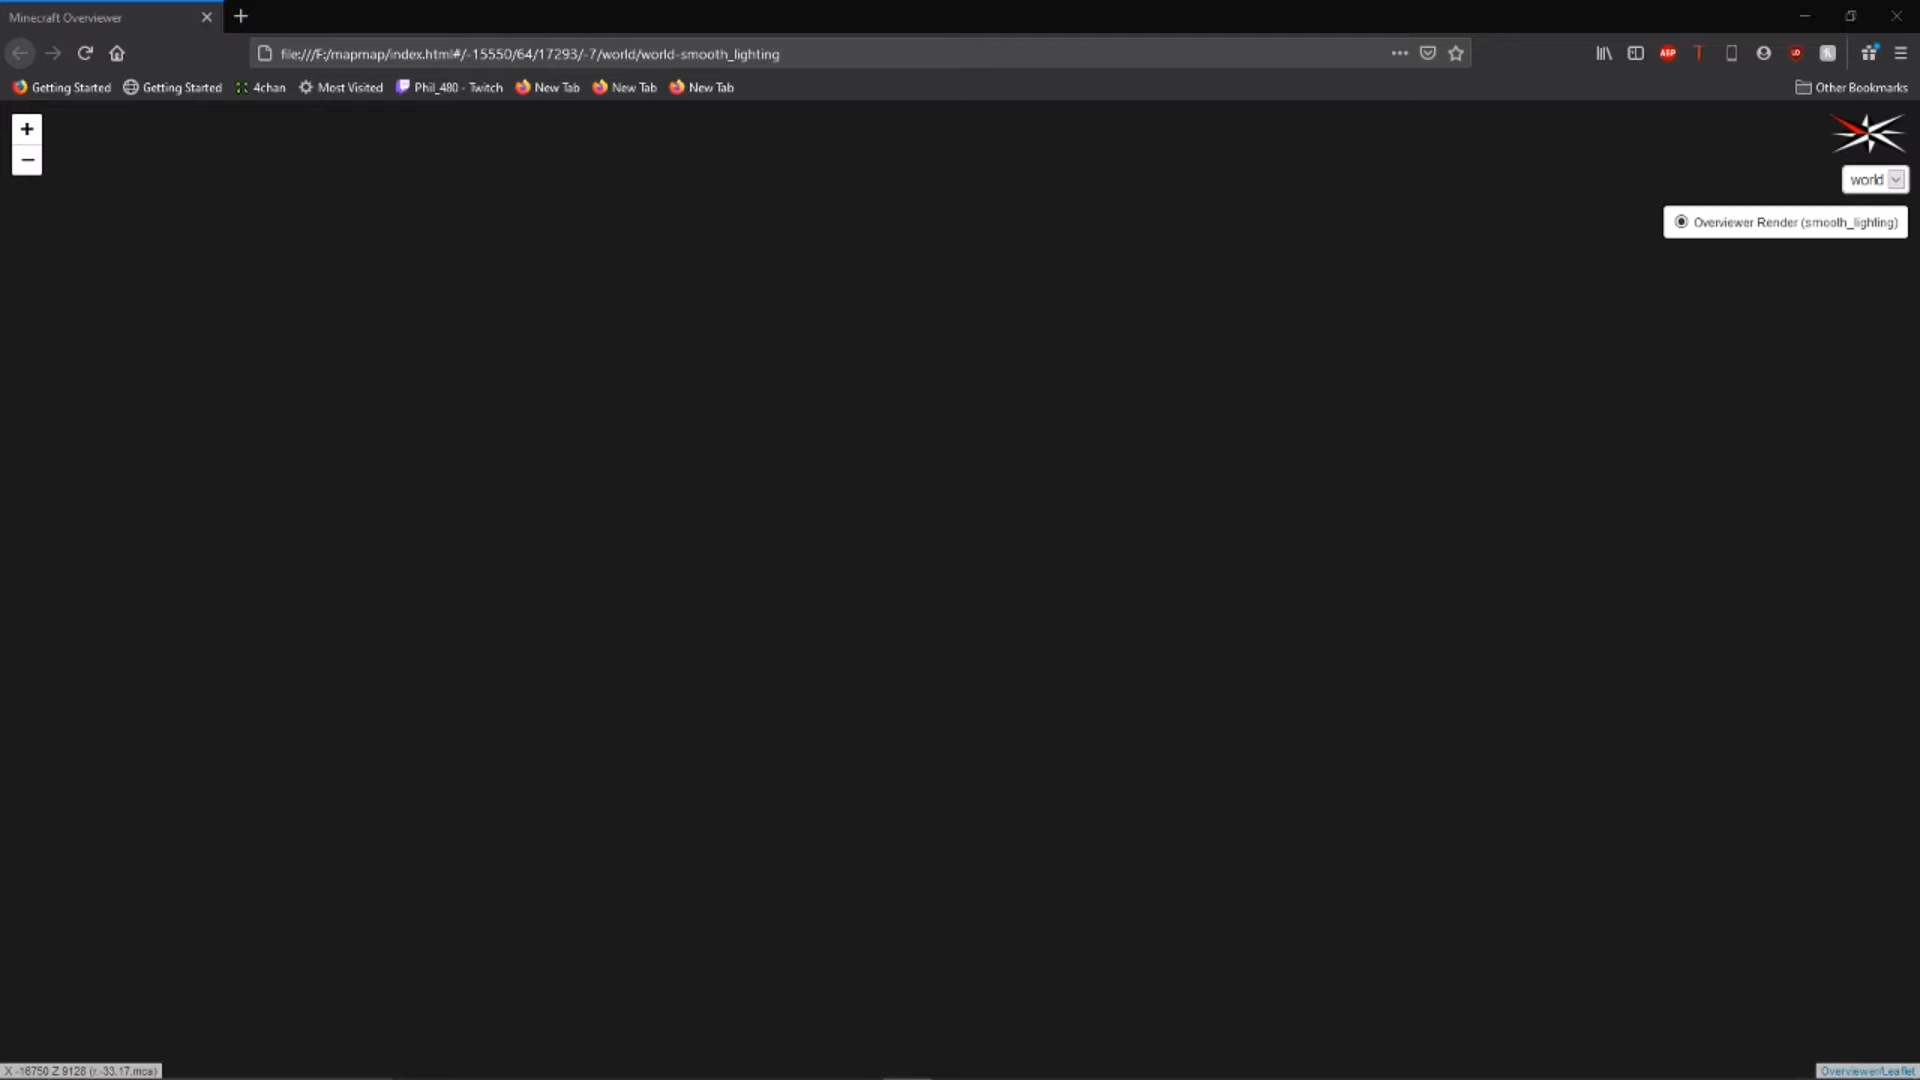 Minecraft Overviewer
file:///F:/mapmap/index.html#/-15550/64/17293/-7/world/world-smooth_lighting
ABP
Getting Started
Getting Started
4chan
Most Visited
Phil_480 - Twitch
New Tab
New Tab
New Tab
Other Bookmarks
+
−
world
Overviewer Render (smooth_lighting)
X -16750 Z 9128 (r.-33.17.mca)
Overviewer/Leaflet